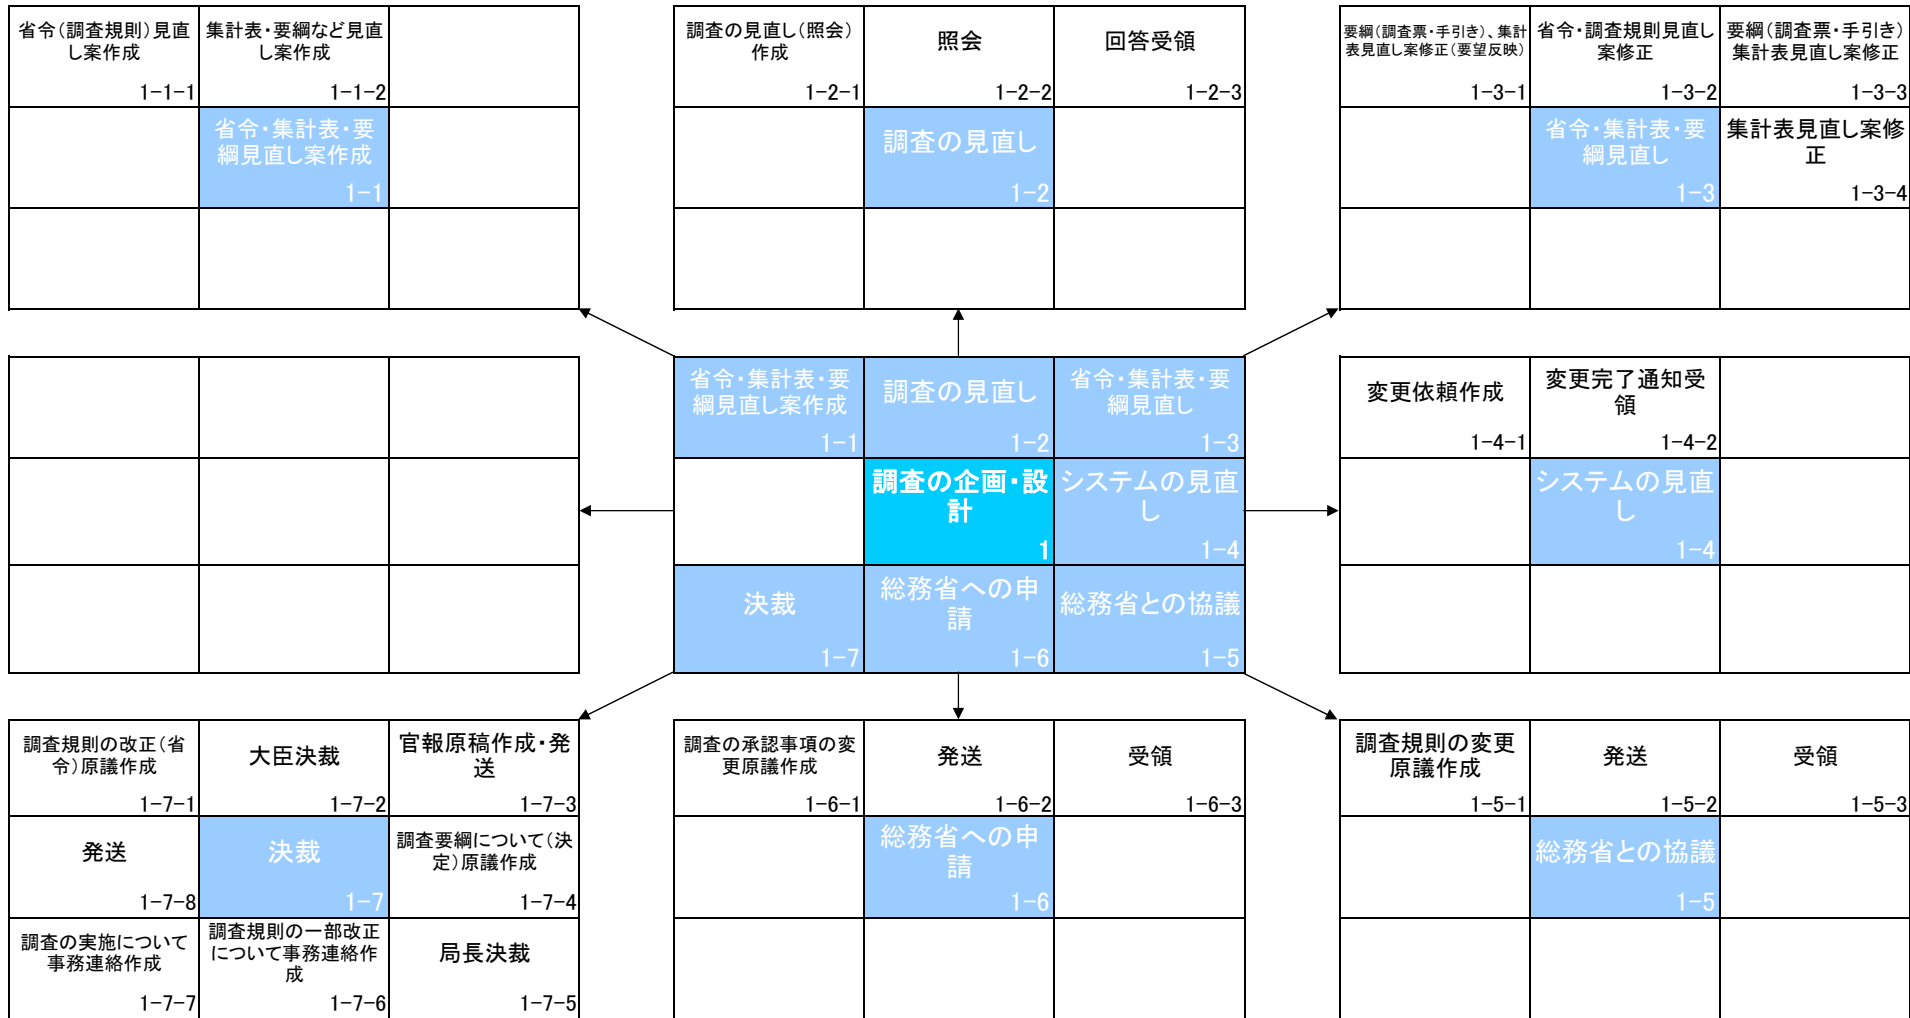 省令（調査規則）見直
し案作成
1-1-1
集計表・要綱など見直
し案作成
1-1-2
省令・集計表・要
綱見直し案作成
1-1
調査の見直し（照会）
作成
1-2-1
照会
1-2-2
回答受領
1-2-3
調査の見直し
1-2
要綱（調査票・手引き）、集計
表見直し案修正（要望反映）
1-3-1
省令・調査規則見直し
案修正
1-3-2
要綱（調査票・手引き）
集計表見直し案修正
1-3-3
省令・集計表・要
綱見直し
1-3
集計表見直し案修
正
1-3-4
省令・集計表・要
綱見直し案作成
1-1
調査の見直し
1-2
省令・集計表・要
綱見直し
1-3
調査の企画・設
計
1
システムの見直
し
1-4
決裁
1-7
総務省への申
請
1-6
総務省との協議
1-5
変更依頼作成
1-4-1
変更完了通知受
領
1-4-2
システムの見直
し
1-4
調査規則の改正（省
令）原議作成
1-7-1
大臣決裁
1-7-2
官報原稿作成・発
送
1-7-3
発送
1-7-8
決裁
1-7
調査要綱について（決
定）原議作成
1-7-4
調査の実施について
事務連絡作成
1-7-7
調査規則の一部改正
について事務連絡作
成
1-7-6
局長決裁
1-7-5
調査の承認事項の変
更原議作成
1-6-1
発送
1-6-2
受領
1-6-3
総務省への申
請
1-6
調査規則の変更
原議作成
1-5-1
発送
1-5-2
受領
1-5-3
総務省との協議
1-5